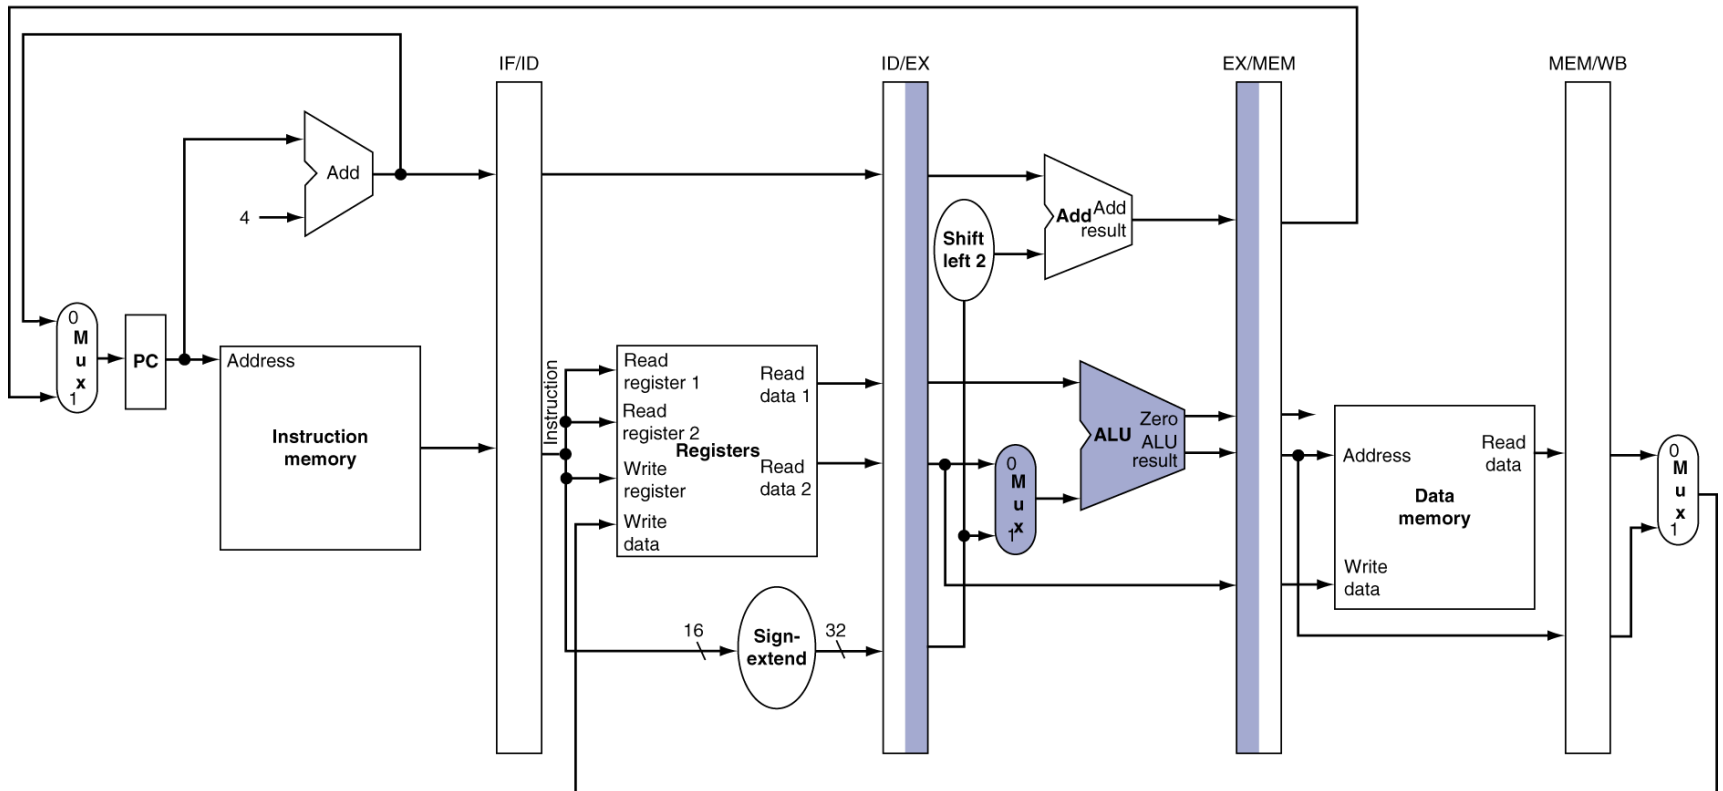 IF/ID
ID/EX
EX/MEM
MEM/WB
Add
4
Add
Add
result
Shift
left 2
0
M
u
x
1
PC
Address
Instruction
memory
Instruction
Read
register 1
Read
register 2
Write
register
Write
data
Registers
Read
data 1
Read
data 2
0
M
u
x
1
ALU
Zero
ALU
result
Address
Read
data
Data
memory
Write
data
0
M
u
x
1
16
Sign-
extend
32